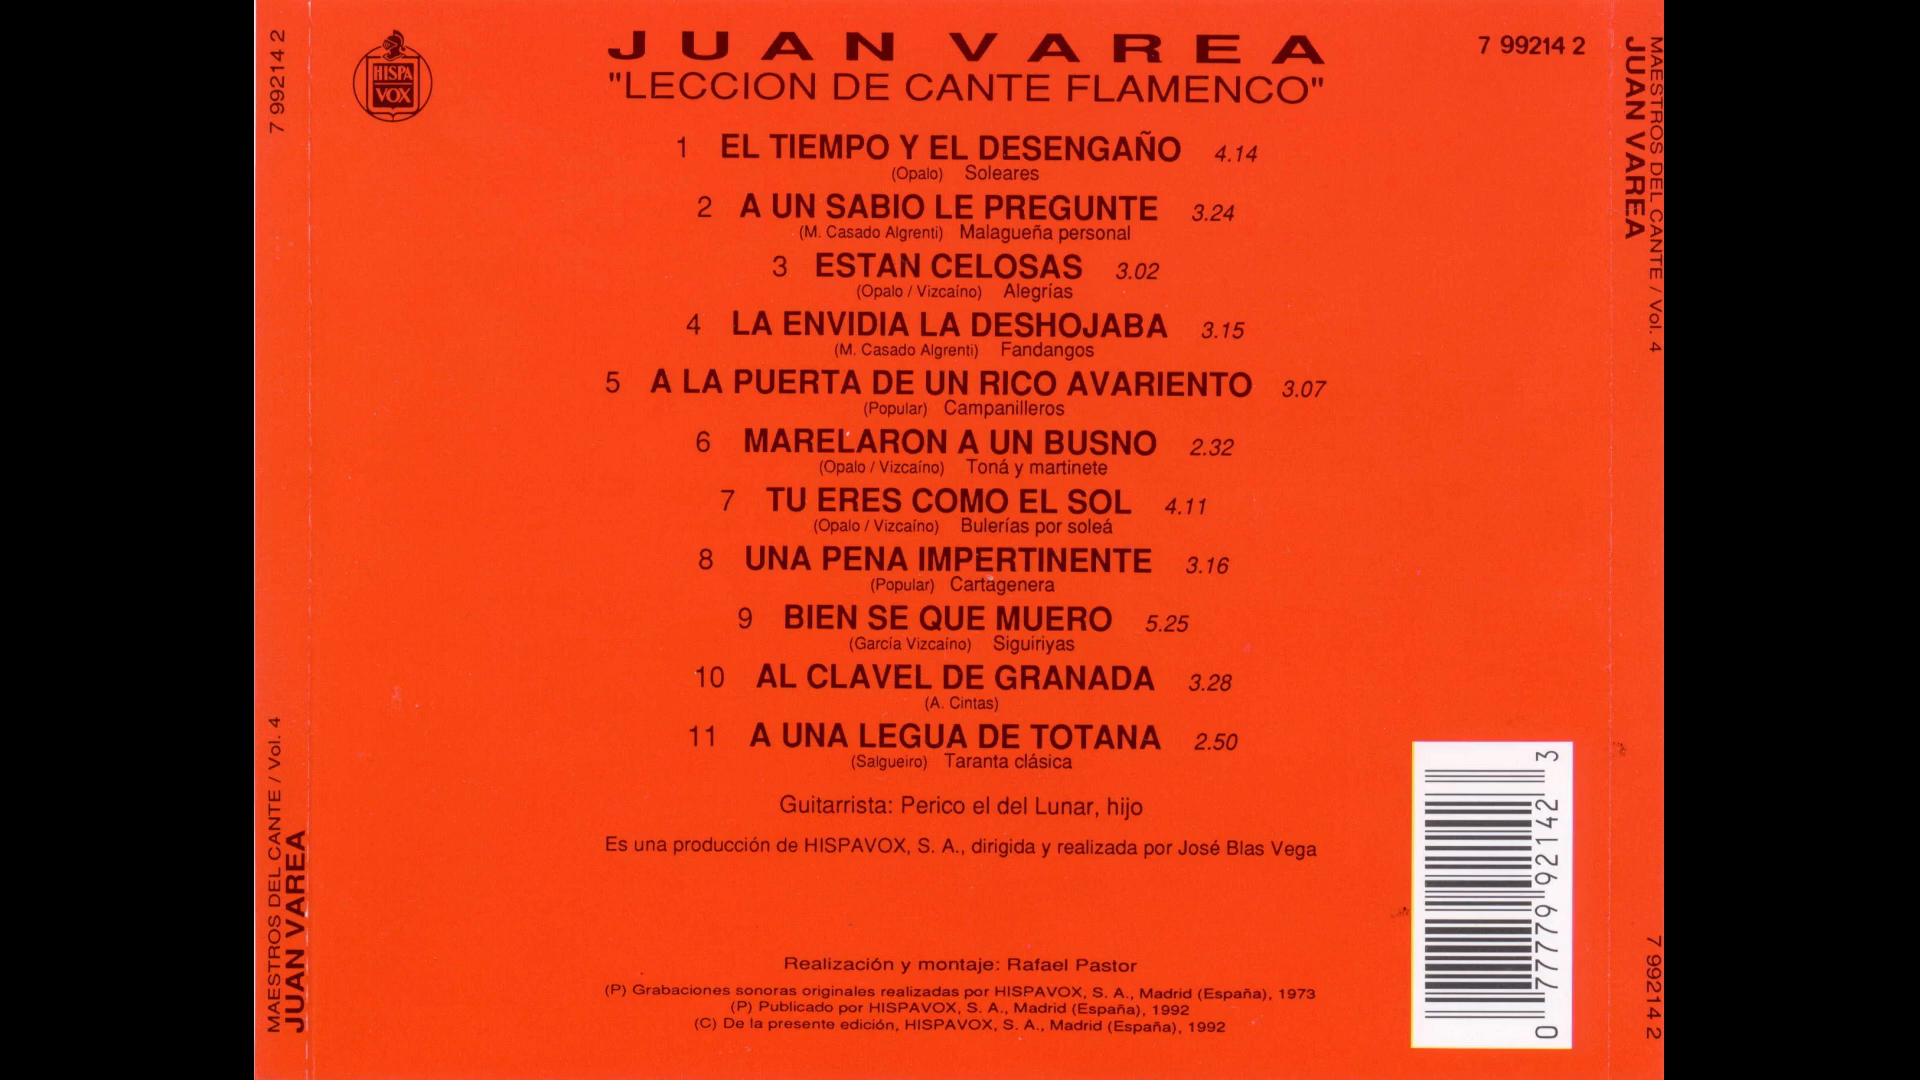 7 99214 2
HISPA
VOX
JUAN VAREA
"LECCION DE CANTE FLAMENCO"
7 99214 2
1 EL TIEMPO Y EL DESENGAÑO 4.14
(Opalo) Soleares
2 A UN SABIO LE PREGUNTE 3.24
(M. Casado Algrenti) Malagueña personal
3 ESTAN CELOSAS 3.02
(Opalo / Vizcaíno) Alegrías
4 LA ENVIDIA LA DESHOJABA 3.15
(M. Casado Algrenti) Fandangos
5 A LA PUERTA DE UN RICO AVARIENTO 3.07
(Popular) Campanilleros
6 MARELARON A UN BUSNO 2.32
(Opalo / Vizcaíno) Toná y martinete
7 TU ERES COMO EL SOL 4.11
(Opalo / Vizcaíno) Bulerías por soleá
8 UNA PENA IMPERTINENTE 3.16
(Popular) Cartagenera
9 BIEN SE QUE MUERO 5.25
(García Vizcaíno) Siguiriyas
10 AL CLAVEL DE GRANADA 3.28
(A. Cintas)
11 A UNA LEGUA DE TOTANA 2.50
(Salgueiro) Taranta clásica
Guitarrista: Perico el del Lunar, hijo
Es una producción de HISPAVOX, S. A., dirigida y realizada por José Blas Vega
Realización y montaje: Rafael Pastor
(P) Grabaciones sonoras originales realizadas por HISPAVOX, S. A., Madrid (España), 1973
(P) Publicado por HISPAVOX, S. A., Madrid (España), 1992
(C) De la presente edición, HISPAVOX, S. A., Madrid (España), 1992
0 77779 92142 3
MAESTROS DEL CANTE / Vol. 4
JUAN VAREA
MAESTROS DEL CANTE / Vol. 4
JUAN VAREA
7 99214 2